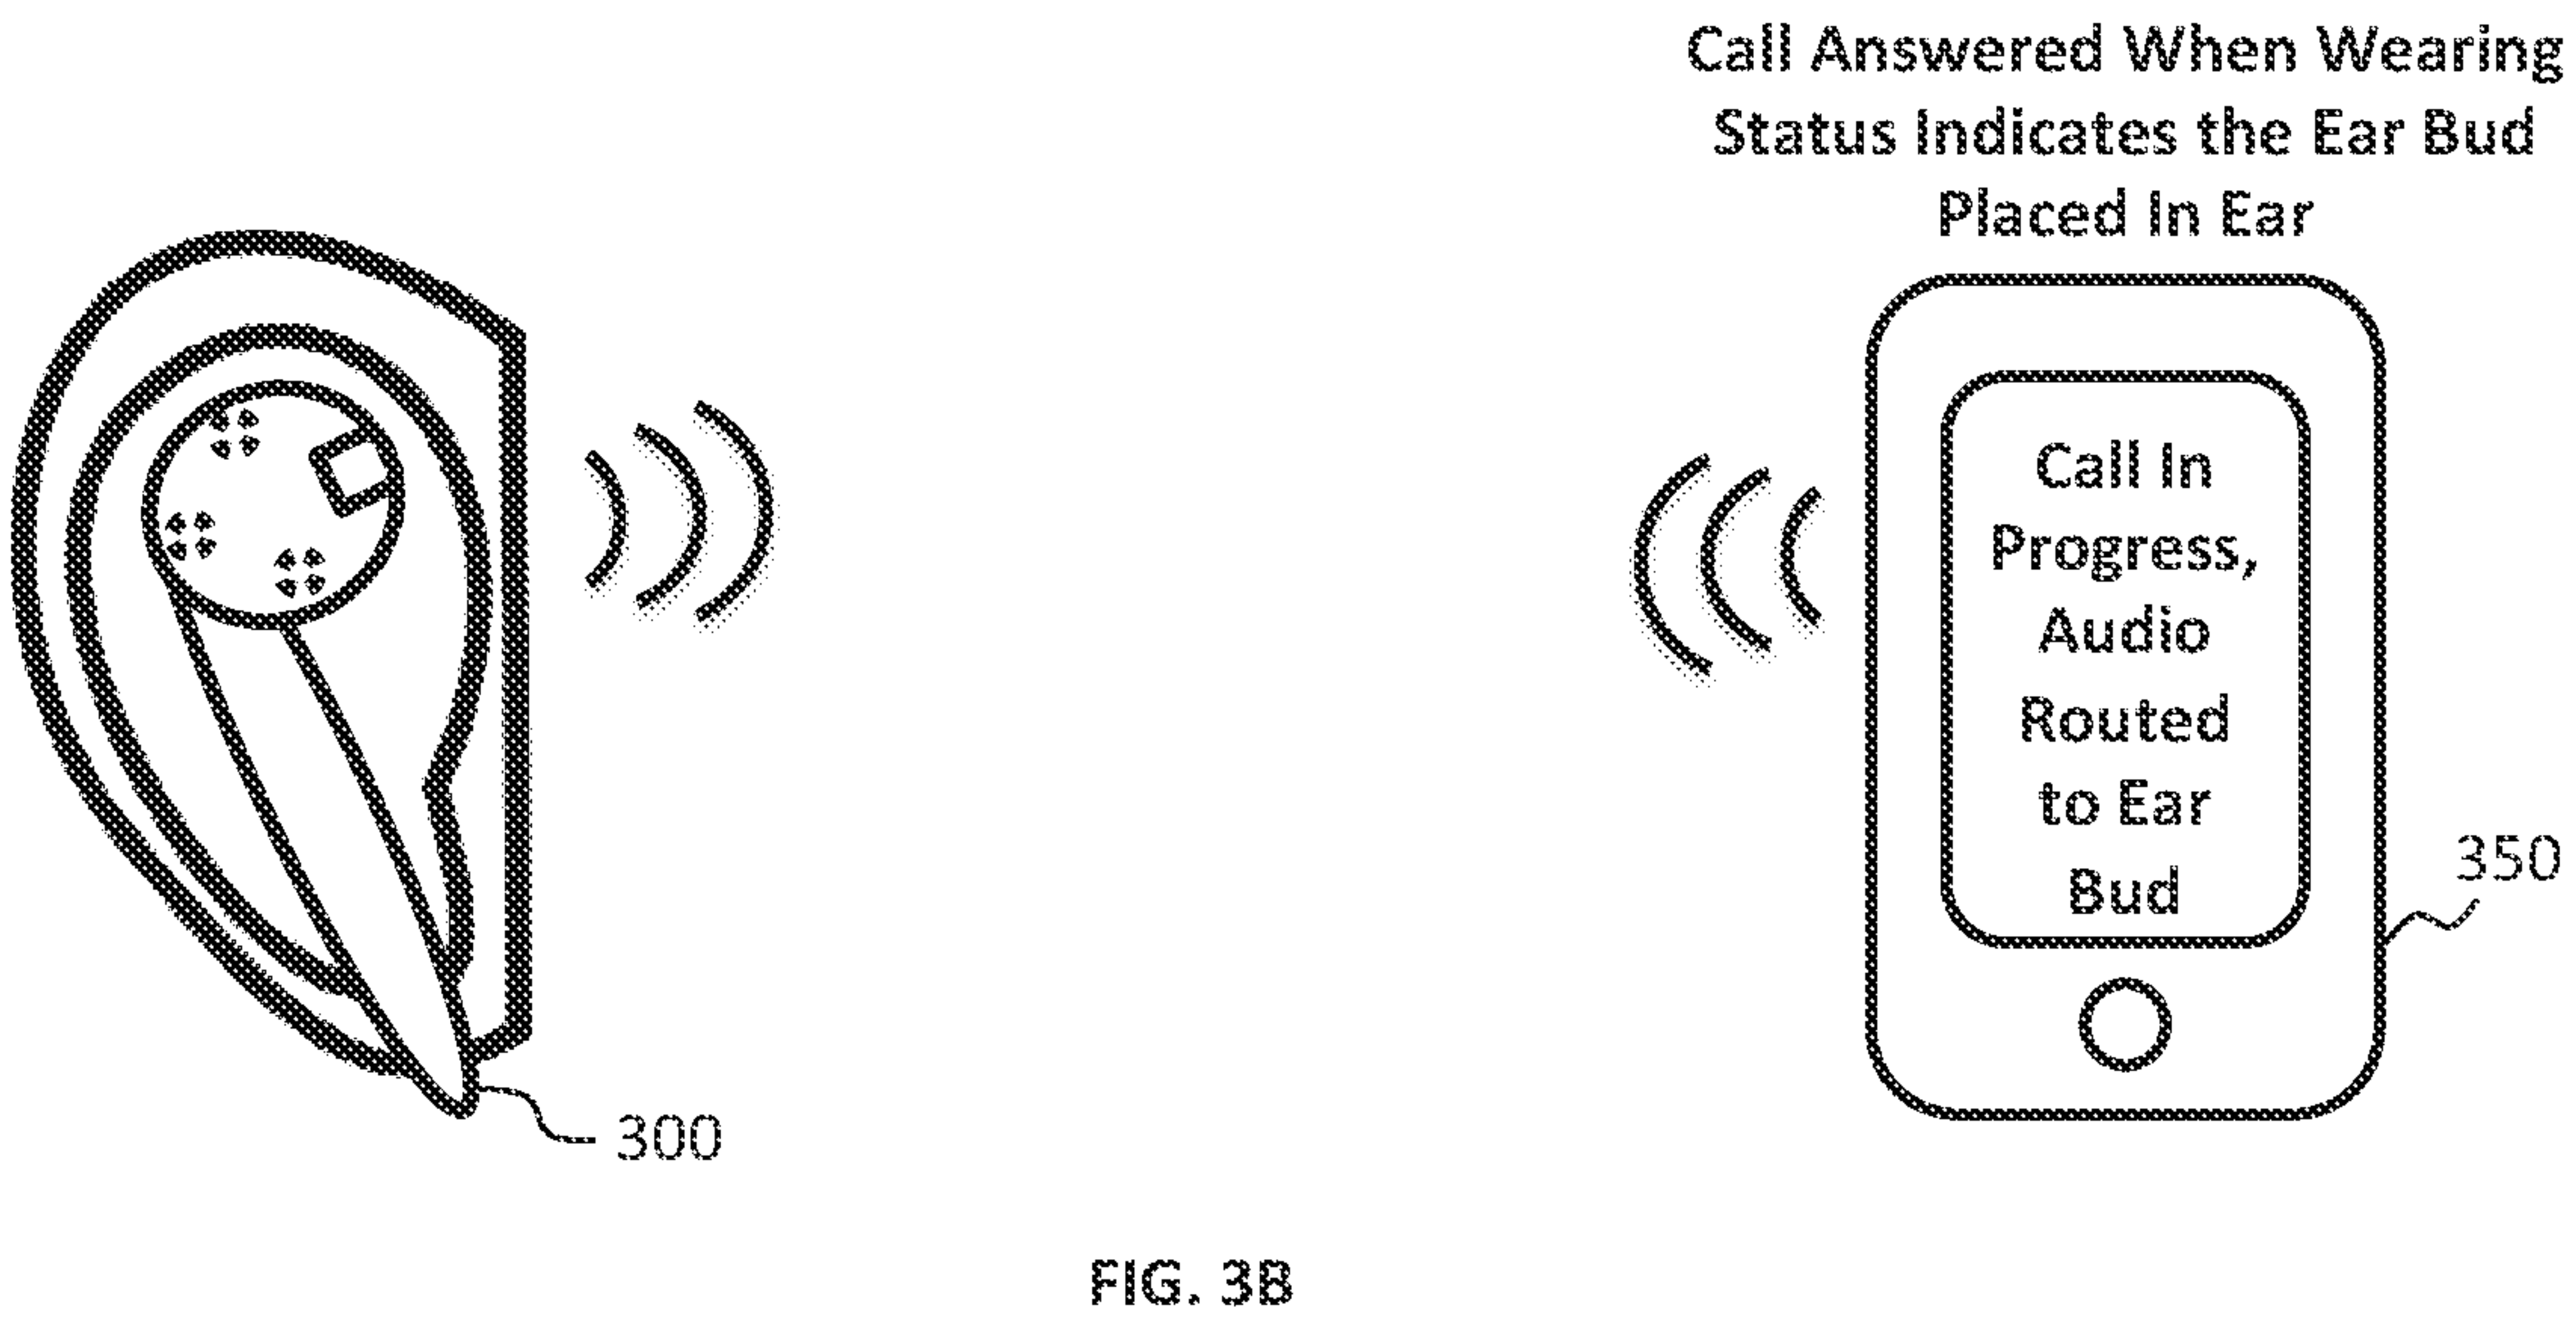 Call Answered When Wearing
Status Indicates the Ear Bud
Placed In Ear
Call In
Progress,
Audio
Routed
to Ear
Bud
350
300
FIG. 3B